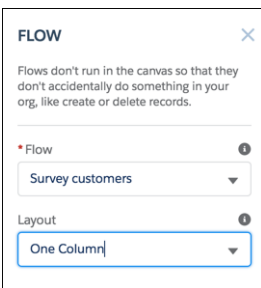 FLOW
Flows don't run in the canvas so that they
don't accidentally do something in your
org, like create or delete records.
* Flow
Survey customers
Layout
One Column